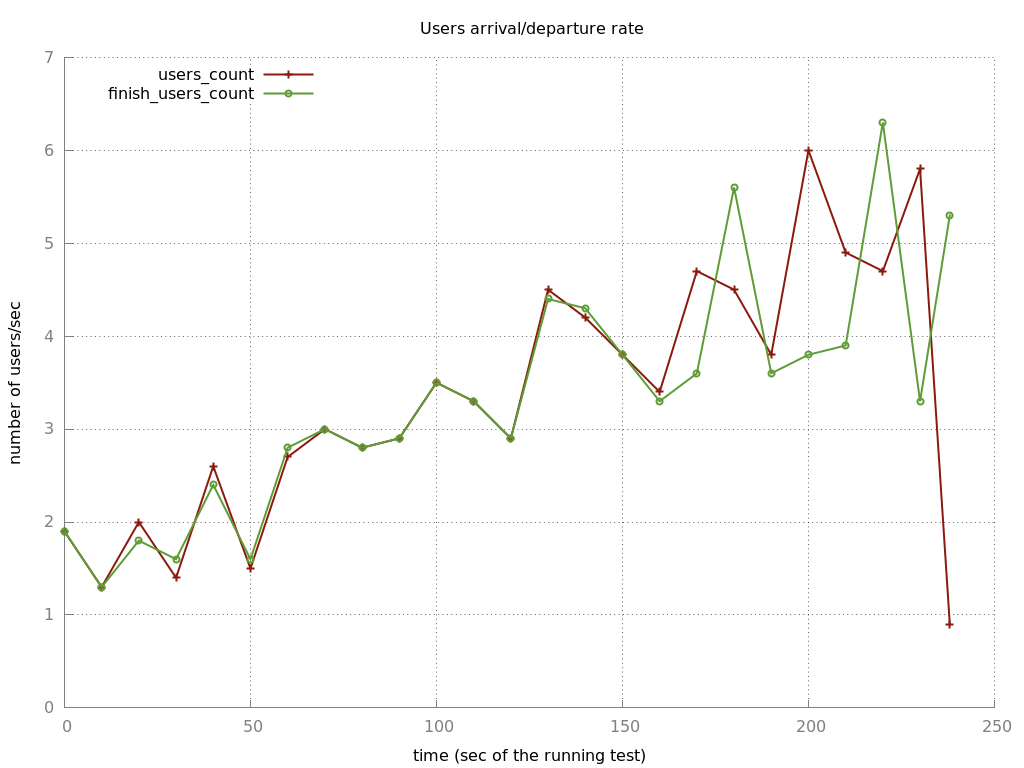 Users arrival/departure rate
7
users_count
finish_users_count
6
5
4
number of users/sec
3
2
1
0
0 50 100 150 200 250
time (sec of the running test)